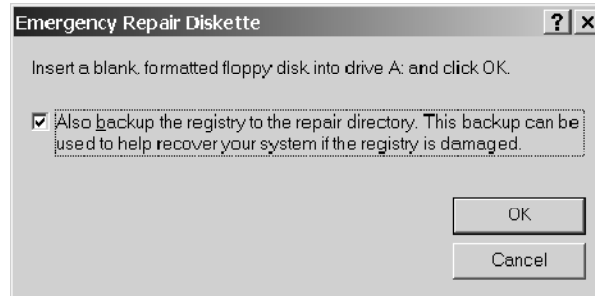 Emergency Repair Diskette
Insert a blank, formatted floppy disk into drive A: and click OK.
Also backup the registry to the repair directory. This backup can be
used to help recover your system if the registry is damaged.
OK
Cancel